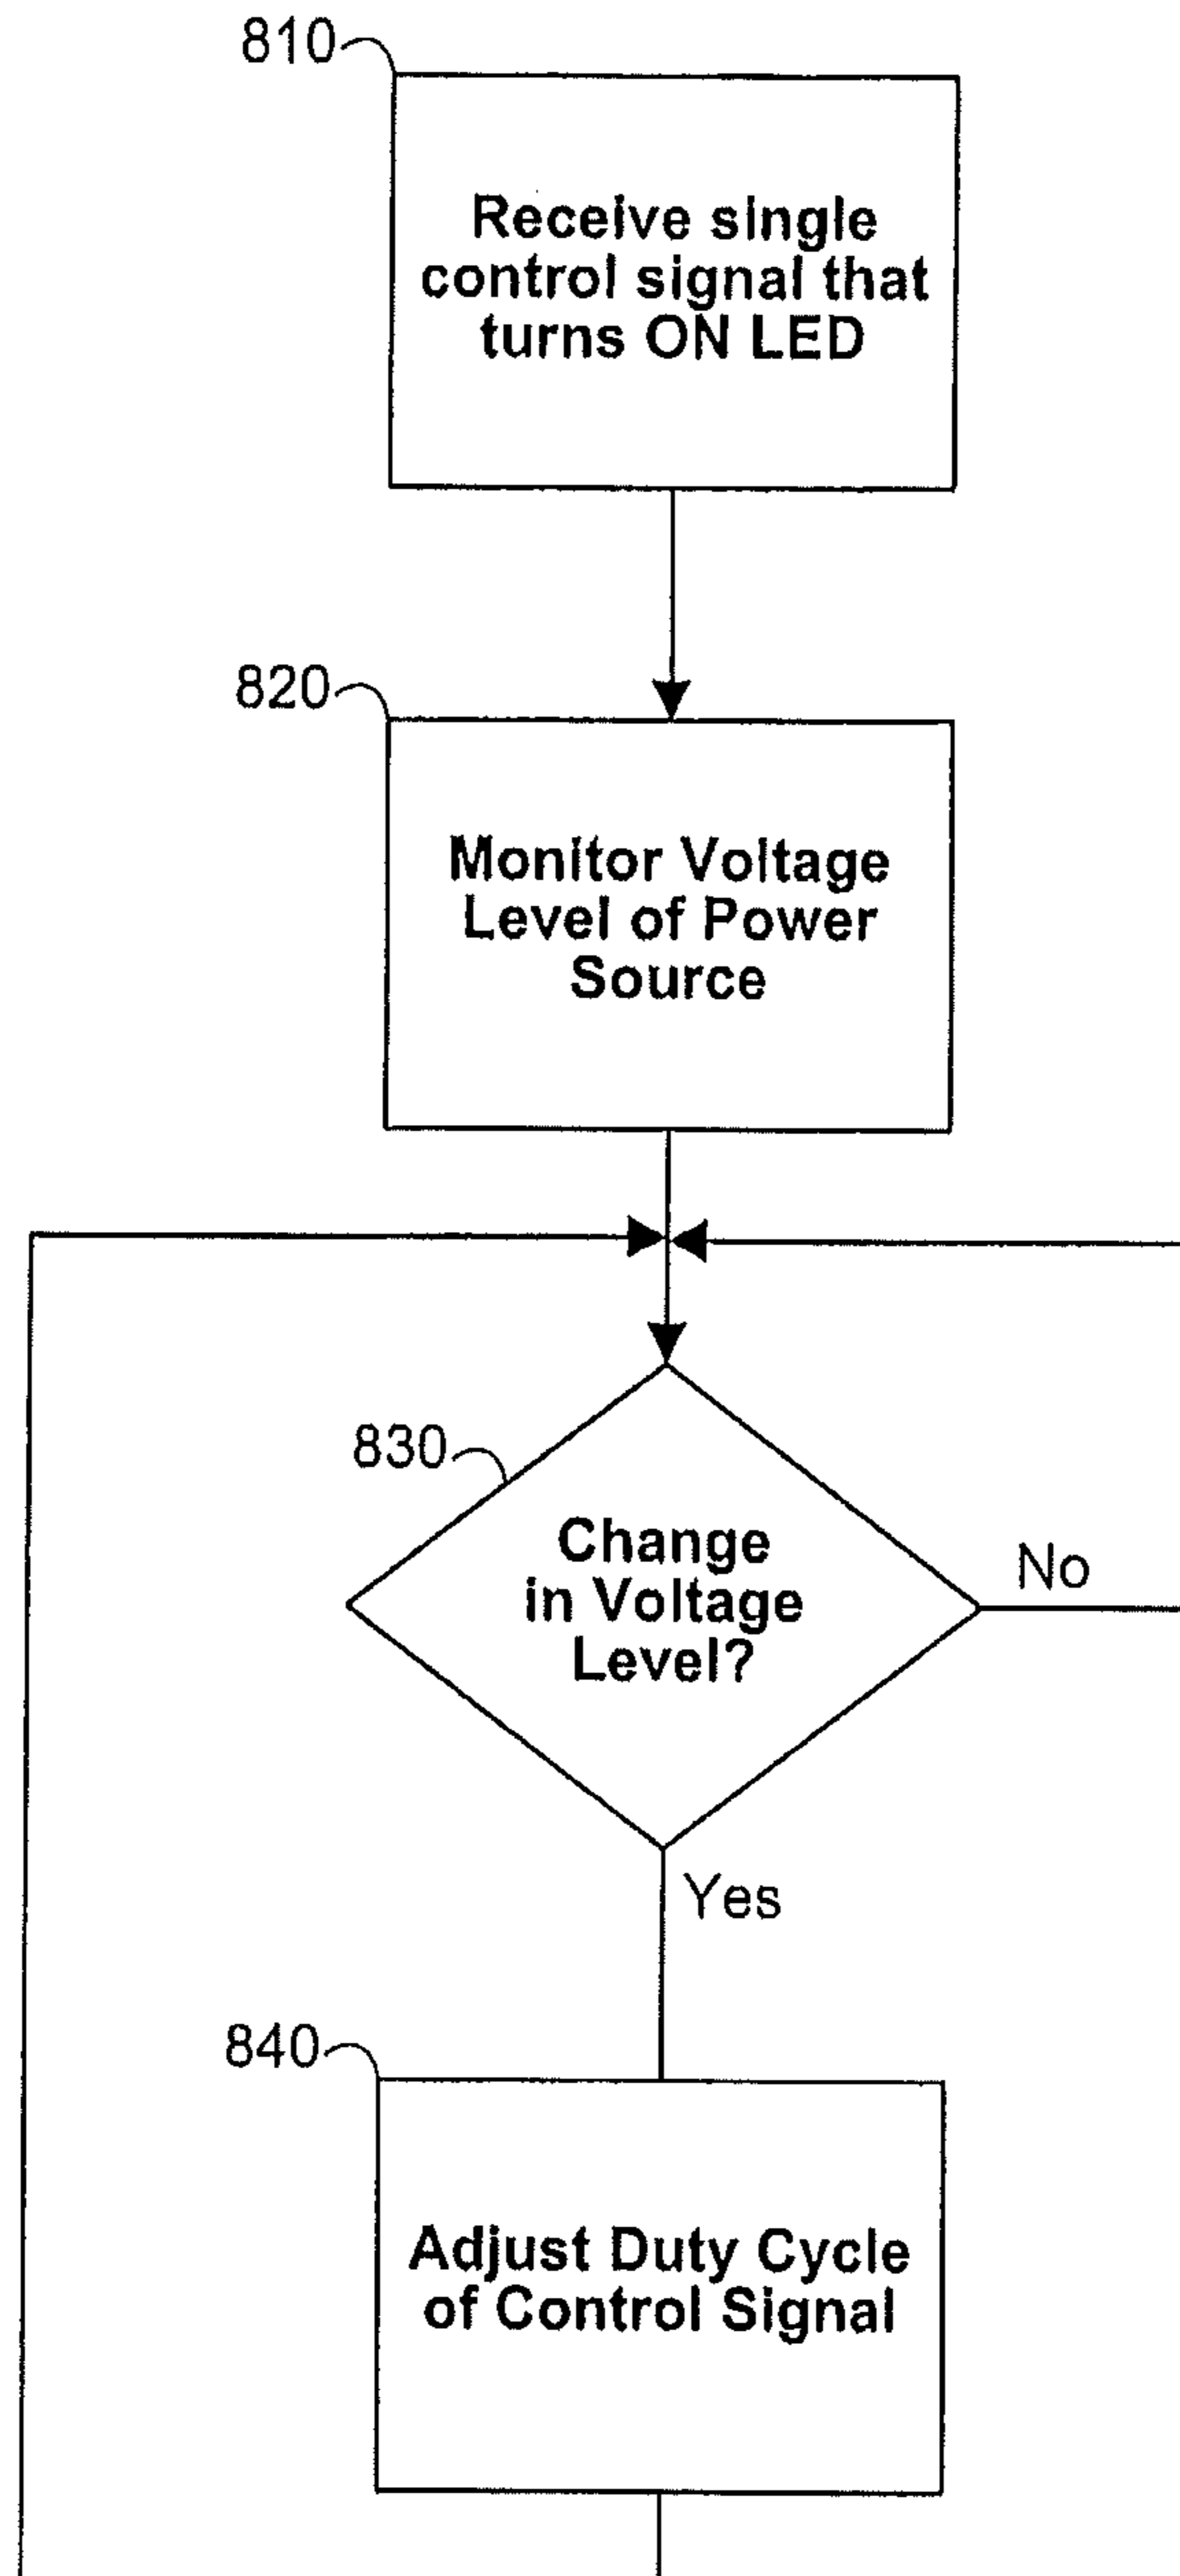 810
Receive single
control signal that
turns ON LED
820
Monitor Voltage
Level of Power
Source
830
Change
in Voltage
Level?
No
Yes
840
Adjust Duty Cycle
of Control Signal